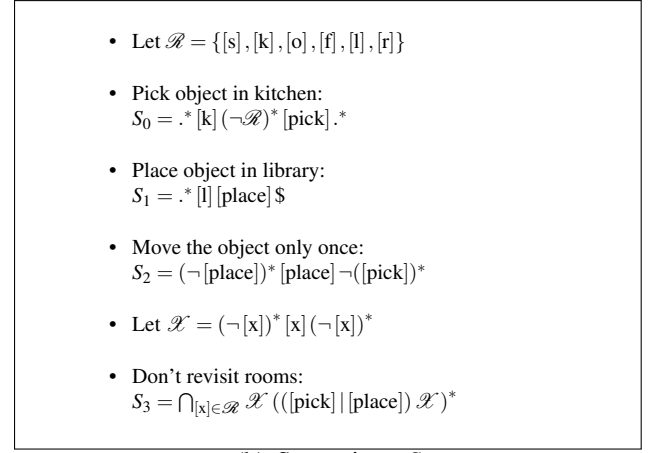 • Let ℛ = {[s],[k],[o],[f],[l],[r]}
• Pick object in kitchen:
S₀ = .* [k] (¬ℛ)* [pick] .*
• Place object in library:
S₁ = .* [l] [place] $
• Move the object only once:
S₂ = (¬[place])* [place] ¬([pick])*
• Let 𝒳 = (¬[x])* [x] (¬[x])*
• Don't revisit rooms:
S₃ = ⋂[x]∈ℛ 𝒳 (([pick]|[place]) 𝒳)*